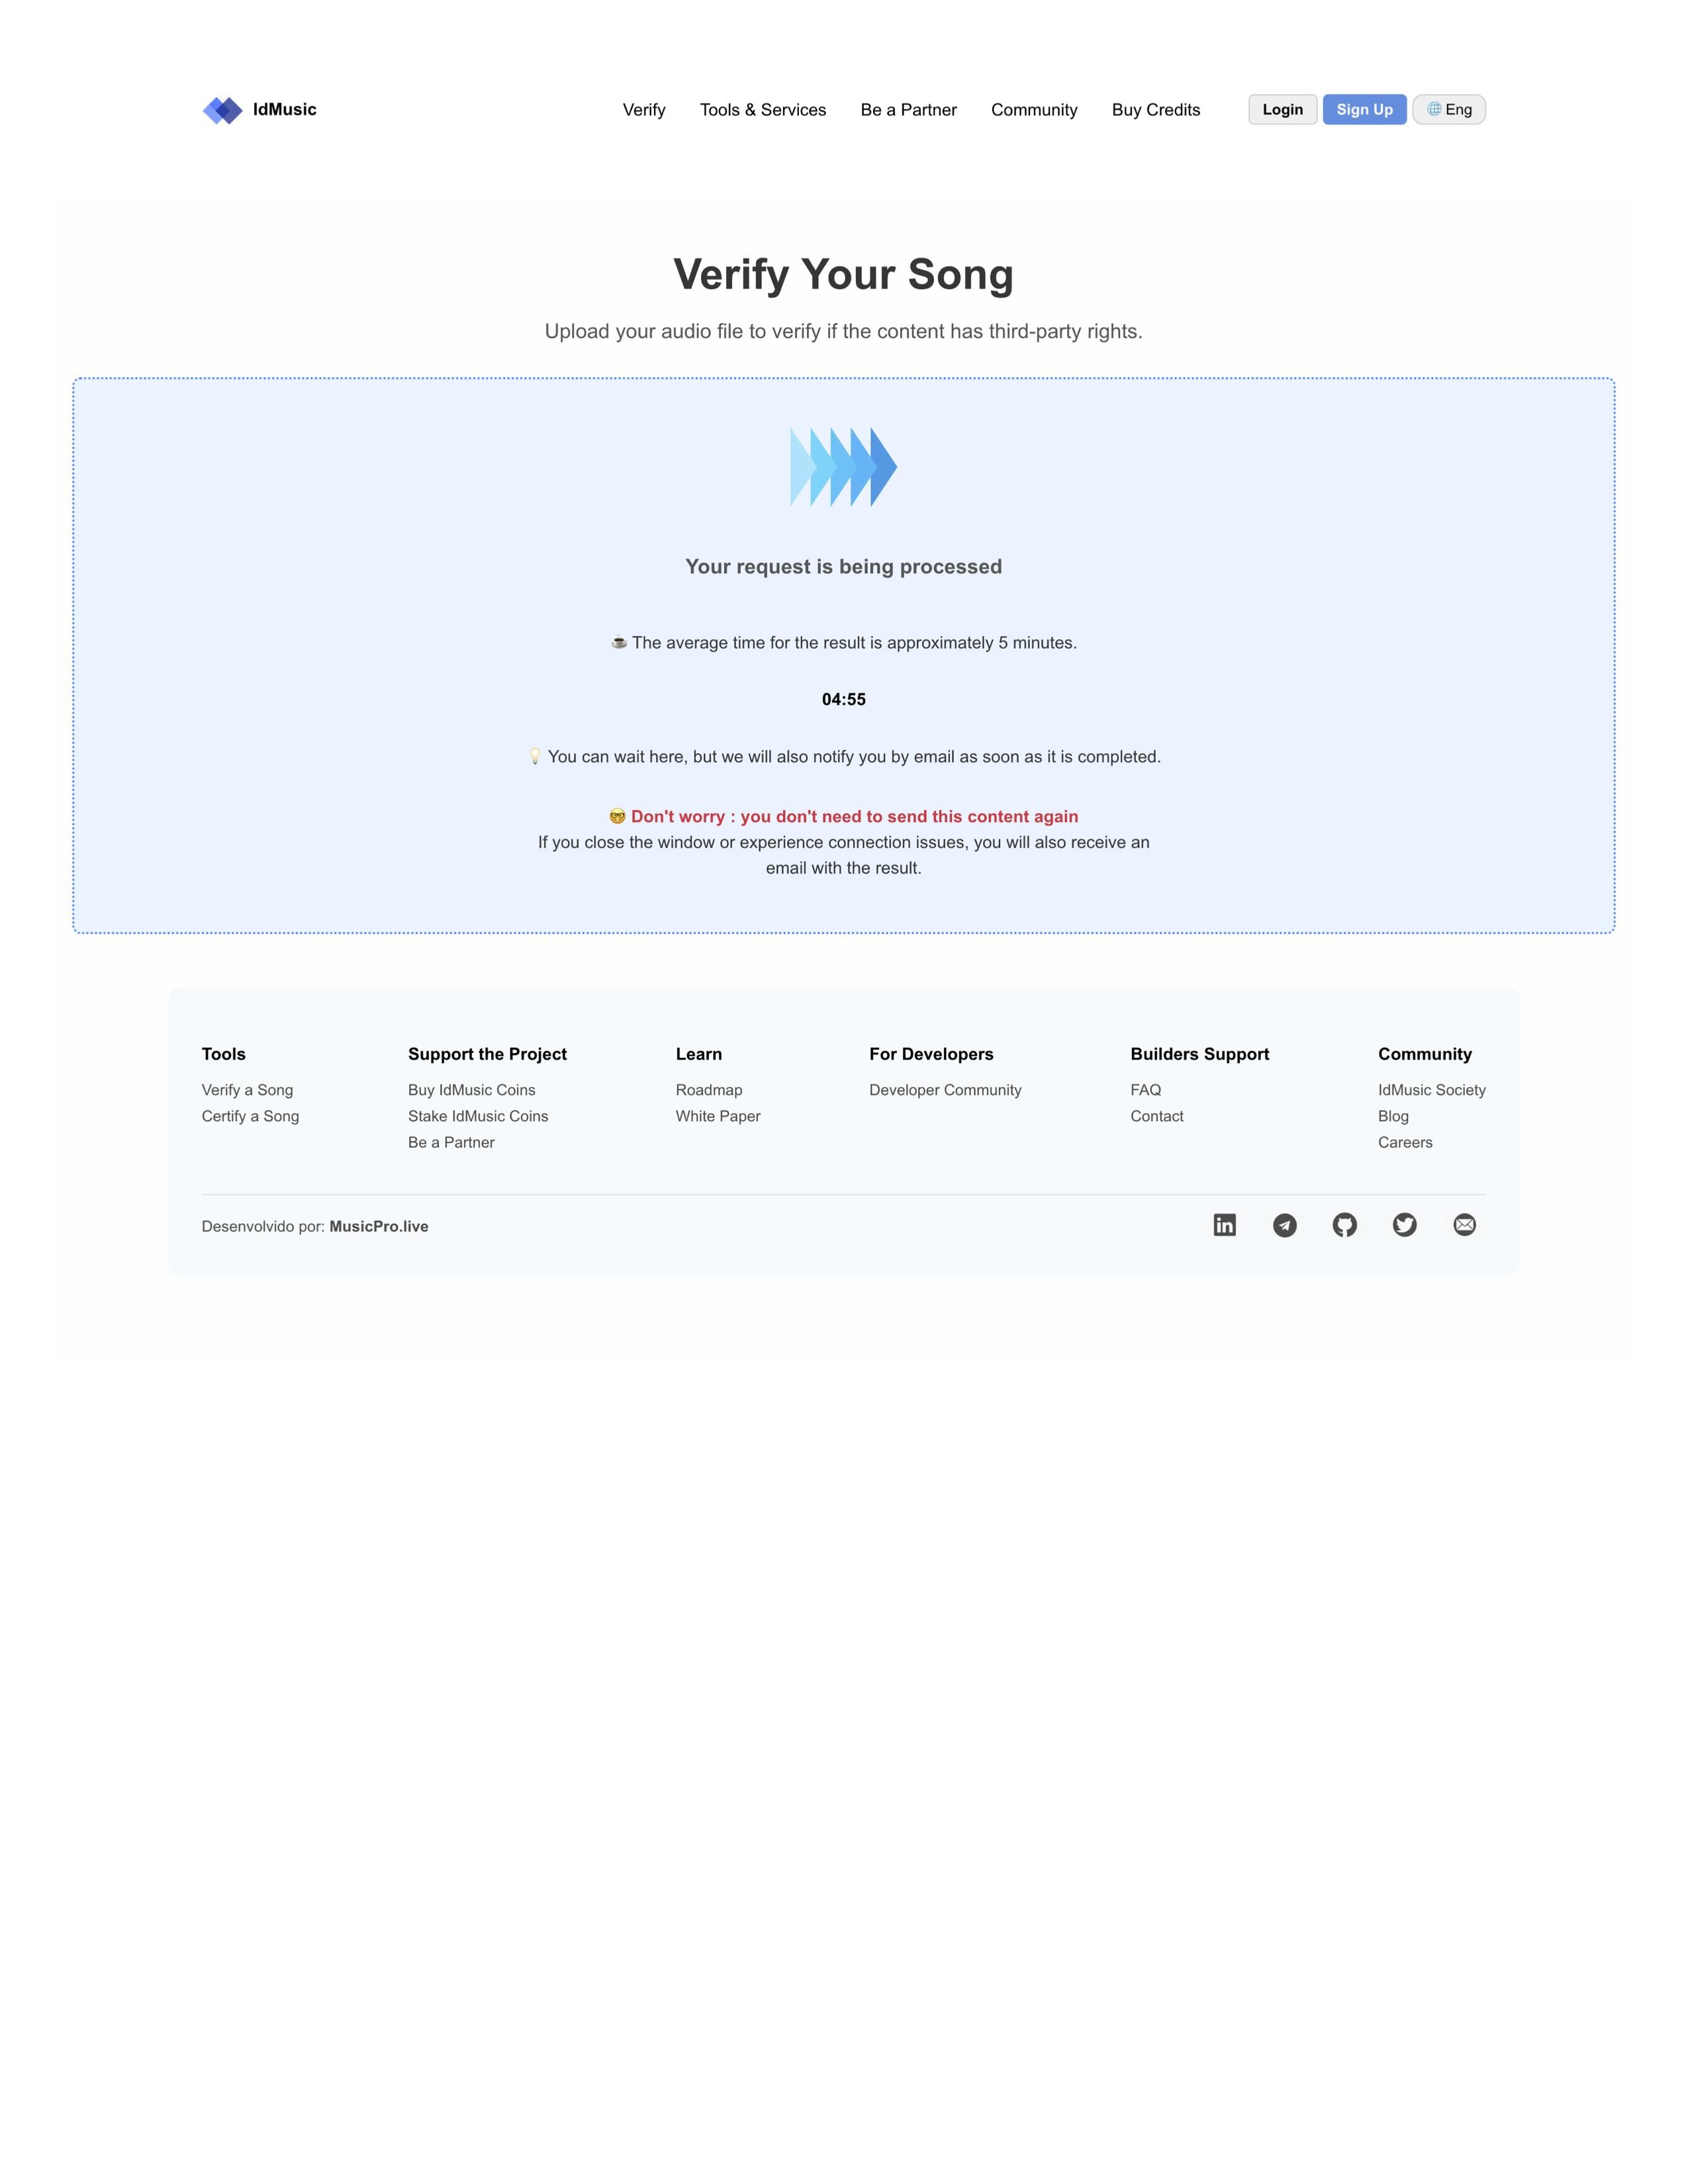 IdMusic
Verify
Tools & Services
Be a Partner
Community
Buy Credits
Login
Sign Up
Eng
Verify Your Song
Upload your audio file to verify if the content has third-party rights.
Your request is being processed
☕ The average time for the result is approximately 5 minutes.
04:55
💡 You can wait here, but we will also notify you by email as soon as it is completed.
🤓 Don't worry : you don't need to send this content again
If you close the window or experience connection issues, you will also receive an
email with the result.
Tools
Verify a Song
Certify a Song
Support the Project
Buy IdMusic Coins
Stake IdMusic Coins
Be a Partner
Learn
Roadmap
White Paper
For Developers
Developer Community
Builders Support
FAQ
Contact
Community
IdMusic Society
Blog
Careers
Desenvolvido por: MusicPro.live
in